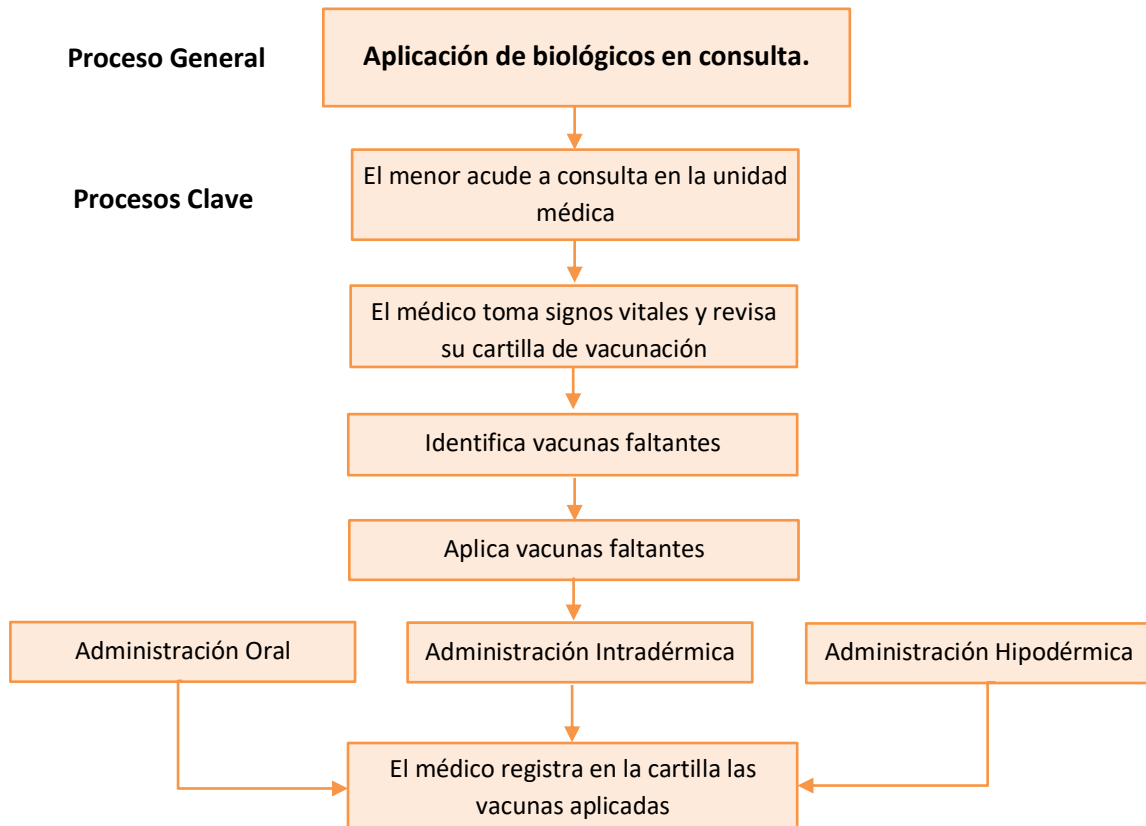 Proceso General
Aplicación de biológicos en consulta.
Procesos Clave
El menor acude a consulta en la unidad
médica
El médico toma signos vitales y revisa
su cartilla de vacunación
Identifica vacunas faltantes
Aplica vacunas faltantes
Administración Oral
Administración Intradérmica
Administración Hipodérmica
El médico registra en la cartilla las
vacunas aplicadas